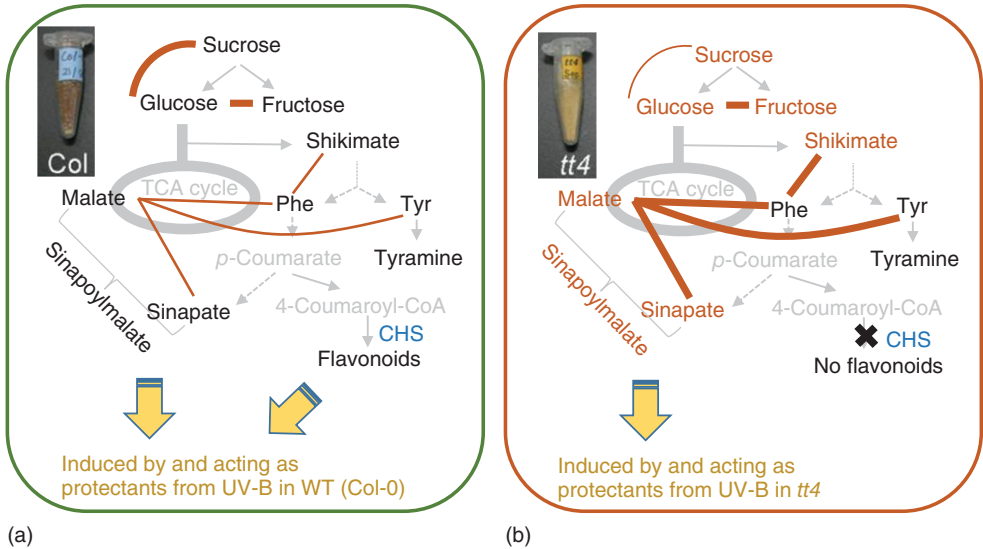 Sucrose
Glucose
Fructose
Shikimate
Col
TCA cycle
Malate
Phe
Tyr
Sinapoylmalate
p-Coumarate
Tyramine
Sinapate
4-Coumaroyl-CoA
CHS
Flavonoids
Induced by and acting as
protectants from UV-B in WT (Col-0)
(a)
Sucrose
tt4
Glucose
Fructose
Shikimate
tt4
TCA cycle
Malate
Phe
Tyr
Sinapoylmalate
p-Coumarate
Tyramine
Sinapate
4-Coumaroyl-CoA
CHS
No flavonoids
Induced by and acting as
protectants from UV-B in tt4
(b)